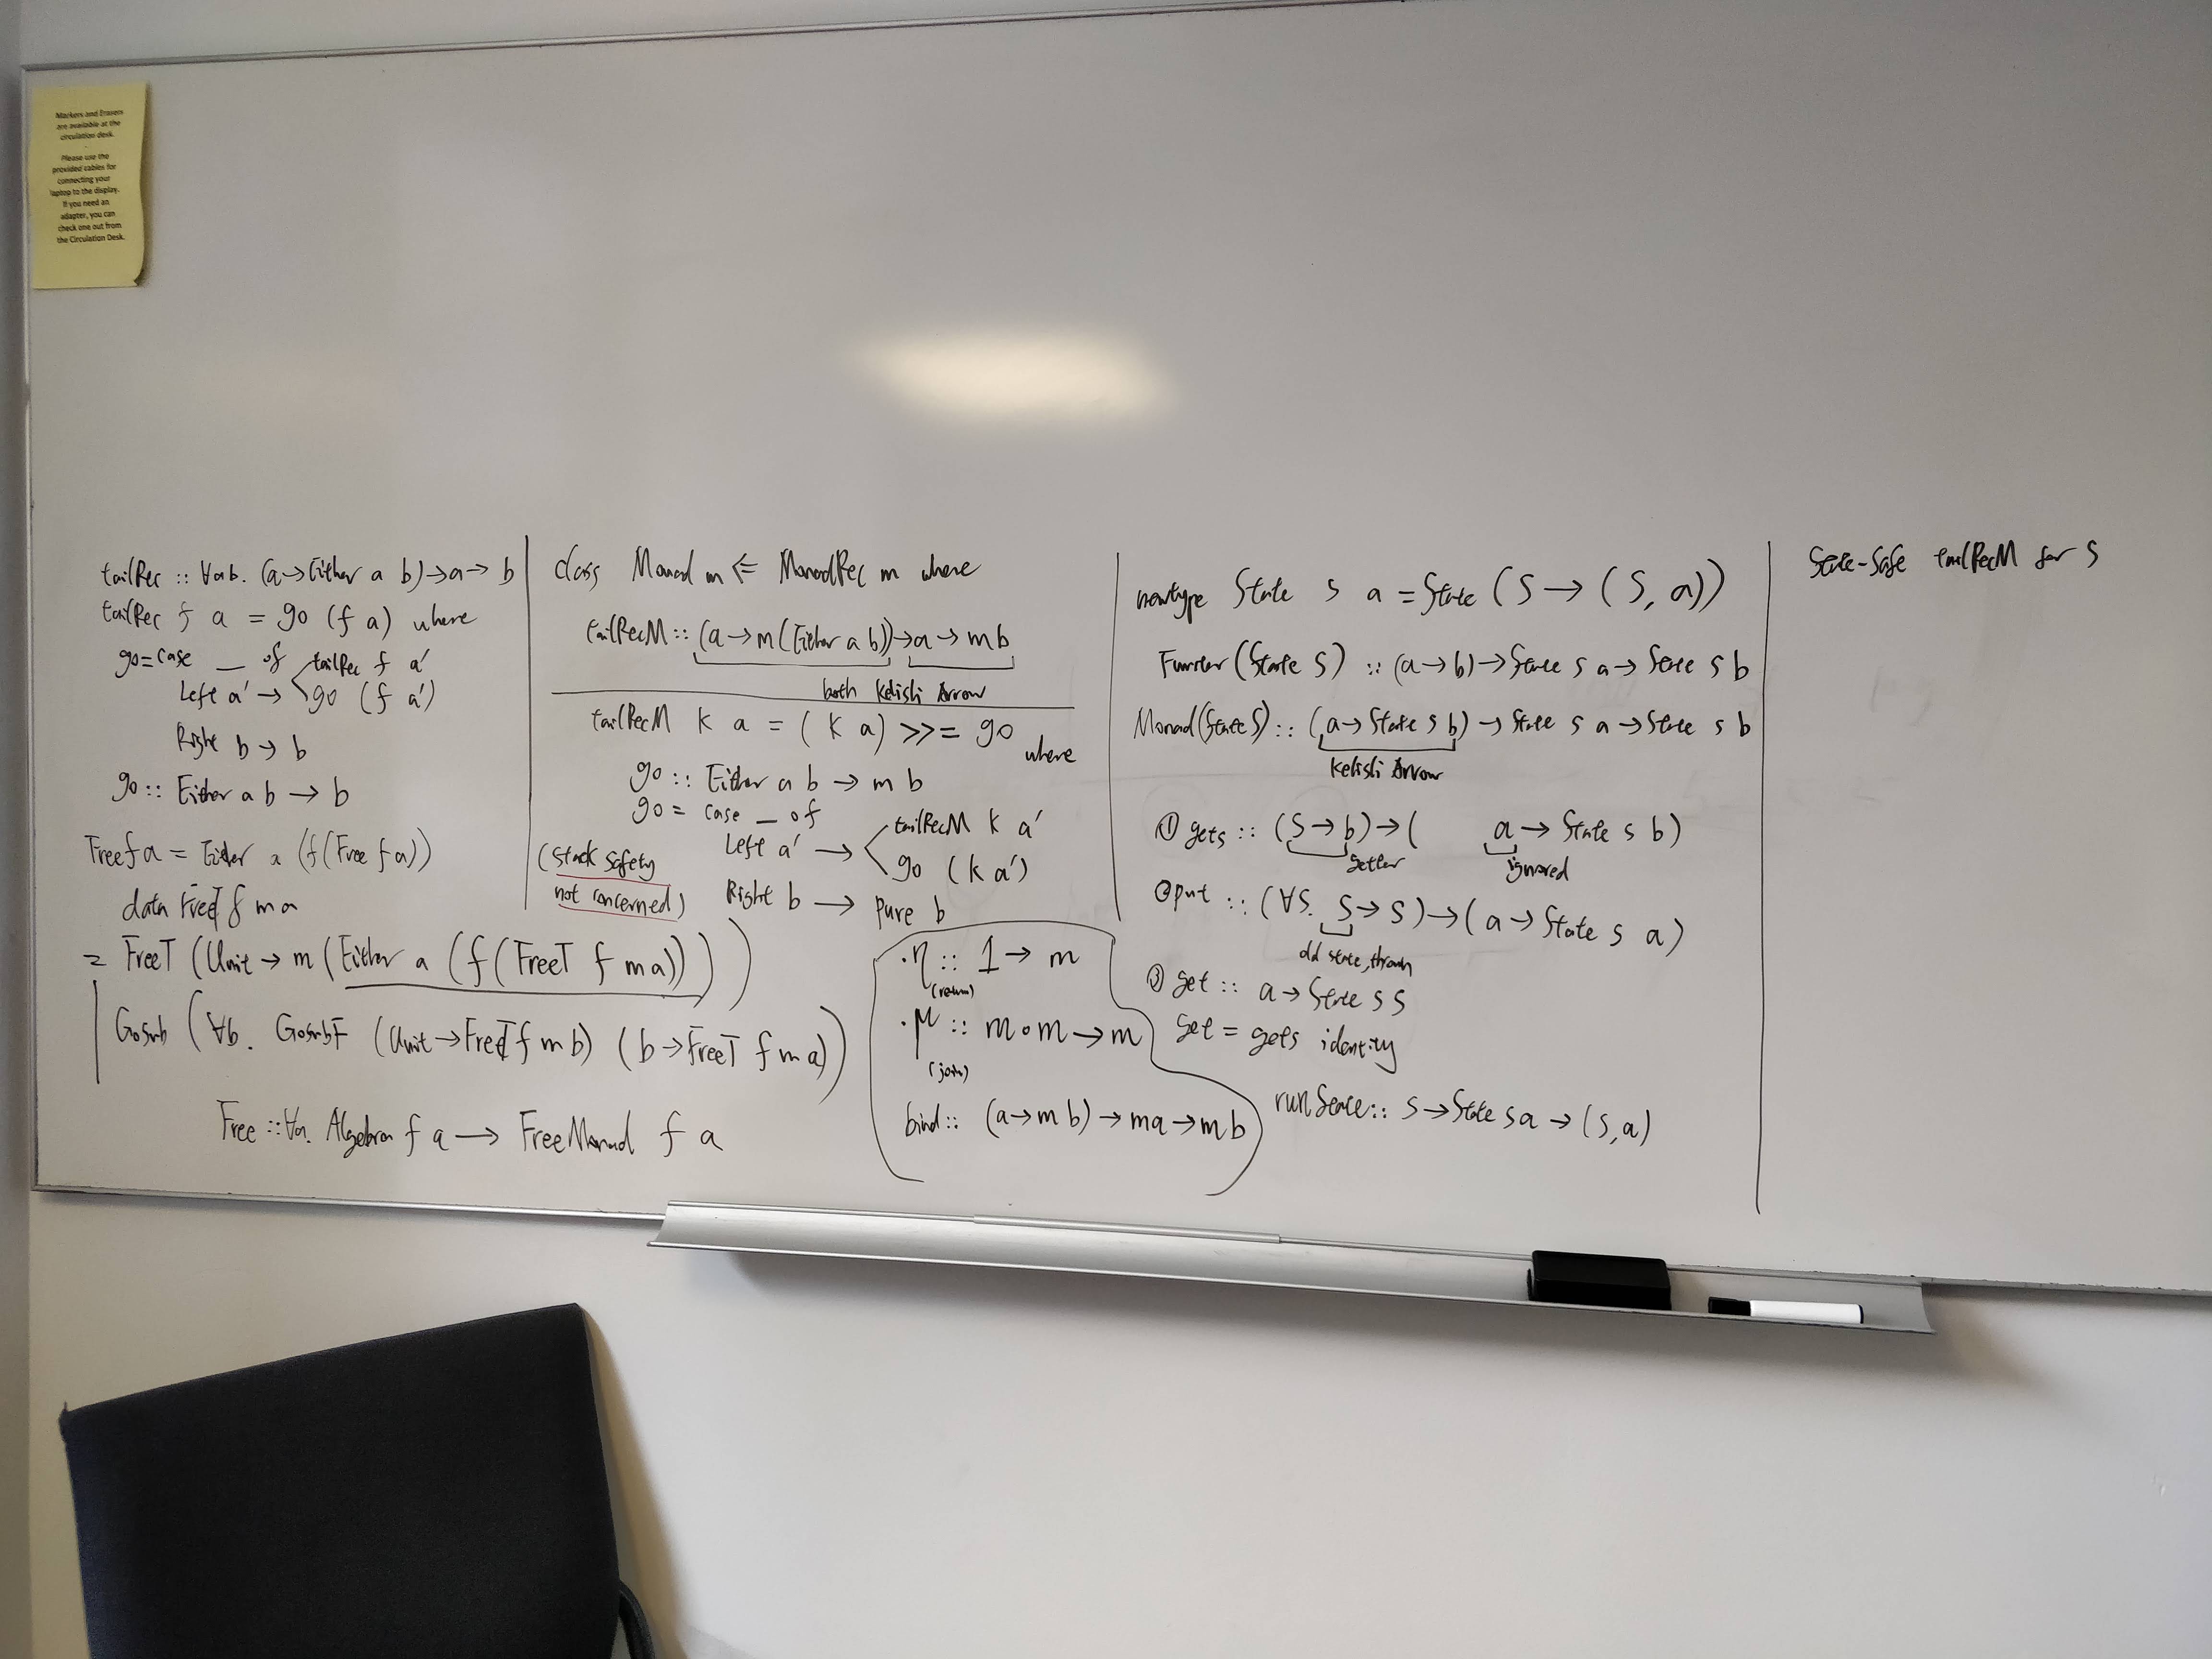 Markers and Erasers
are available at the
circulation desk.
Please use the
provided cables for
connecting your
laptop to the display.
If you need an
adapter, you can
check one out from
the Circulation Desk.
tailRec :: ∀ab. (a→Either a b)→a→ b
tailRec f a = go (f a) where
go = case _ of
Left a' → tailRec f a'
go (f a')
Right b → b
go :: Either a b → b
Free f a = Either a (f(Free f a))
data FreeT f m a
= FreeT (Unit → m (Either a (f (FreeT f m a))))
| Gosub (∀b. GosubF (Unit→FreeT f m b) (b→FreeT f m a))
Free :: ∀a. Algebra f a → FreeMonad f a
class Monad m ⇐ MonadRec m where
tailRecM :: (a→m(Either a b))→a→ m b
both Kelisli Arrow
tailRecM k a = ( k a) >>= go where
go :: Either a b → m b
go = case _ of
Left a' → tailRecM k a'
go (k a')
Right b → pure b
(stack safety
not concerned)
· η :: 1 → m
(return)
· μ :: m∘m → m
(join)
bind :: (a→m b) → m a → m b
newtype State s a = State (S → (S, a))
Functor (State S) :: (a→b)→State s a→ State s b
Monad(State S) :: (a→ State s b) → State s a →State s b
Kelisli Arrow
① gets :: (S→b)→( a → State s b)
getter ignored
② put :: (∀S. S→ S)→( a → State s a)
old state, thrown
③ get :: a → State s s
get = gets identity
runState :: s →State s a → (s,a)
State-Safe tailRecM for S